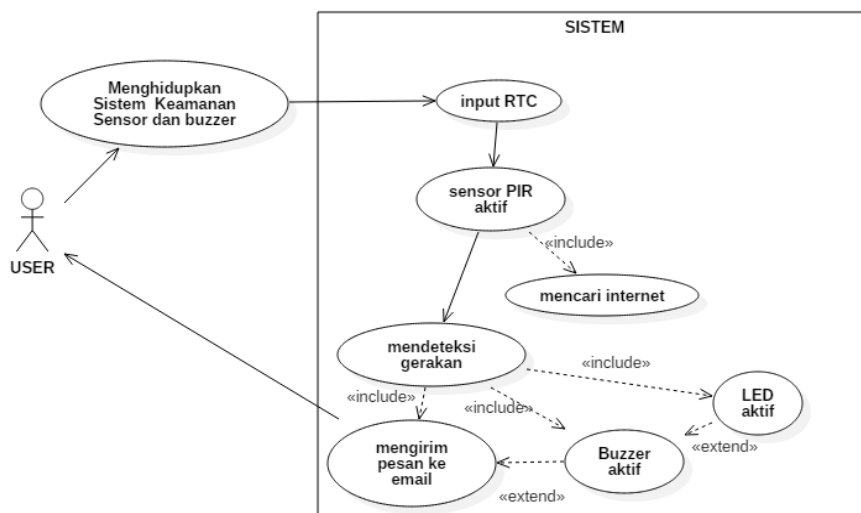 SISTEM
Menghidupkan
Sistem Keamanan
Sensor dan buzzer
input RTC
sensor PIR
aktif
«include»
USER
mencari internet
mendeteksi
gerakan
«include»
«include»
«include»
LED
aktif
mengirim
pesan ke
email
Buzzer
aktif
«extend»
«extend»